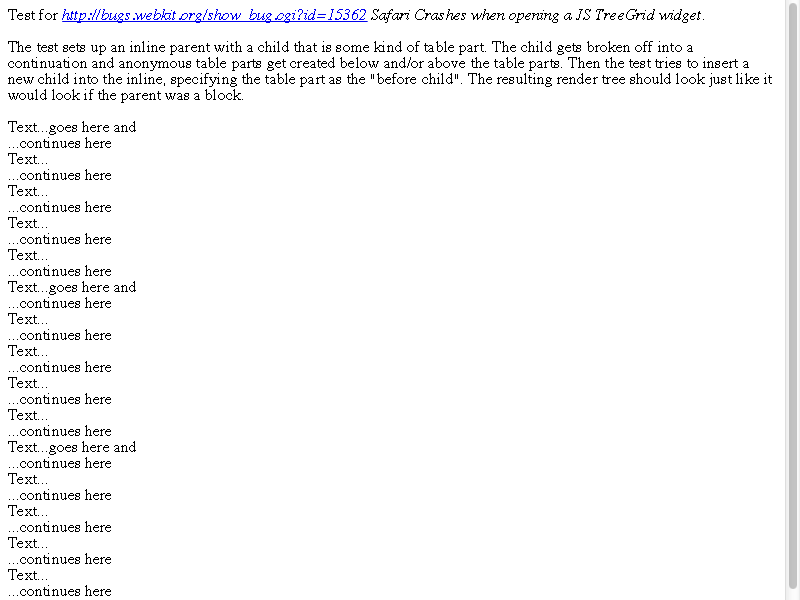 Test for http://bugs.webkit.org/show_bug.cgi?id=15362 Safari Crashes when opening a JS TreeGrid widget.
The test sets up an inline parent with a child that is some kind of table part. The child gets broken off into a
continuation and anonymous table parts get created below and/or above the table parts. Then the test tries to insert a
new child into the inline, specifying the table part as the "before child". The resulting render tree should look just like it
would look if the parent was a block.
Text...goes here and
...continues here
Text...
...continues here
Text...
...continues here
Text...
...continues here
Text...
...continues here
Text...goes here and
...continues here
Text...
...continues here
Text...
...continues here
Text...
...continues here
Text...
...continues here
Text...goes here and
...continues here
Text...
...continues here
Text...
...continues here
Text...
...continues here
Text...
...continues here